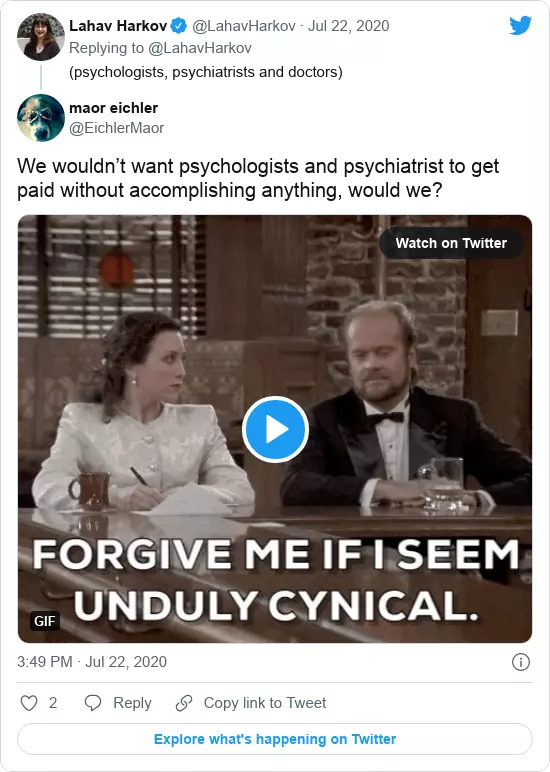 Lahav Harkov @LahavHarkov · Jul 22, 2020
Replying to @LahavHarkov
(psychologists, psychiatrists and doctors)
maor eichler
@EichlerMaor
We wouldn’t want psychologists and psychiatrist to get
paid without accomplishing anything, would we?
Watch on Twitter
FORGIVE ME IF I SEEM
UNDULY CYNICAL.
GIF
3:49 PM · Jul 22, 2020
2 Reply Copy link to Tweet
Explore what's happening on Twitter